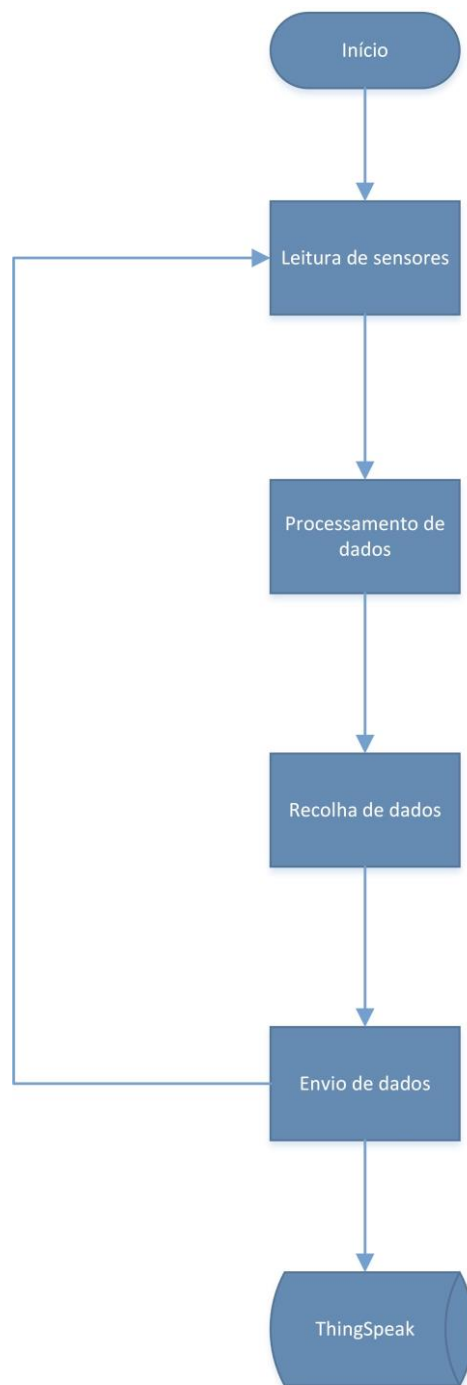 Início
Leitura de sensores
Processamento de
dados
Recolha de dados
Envio de dados
ThingSpeak